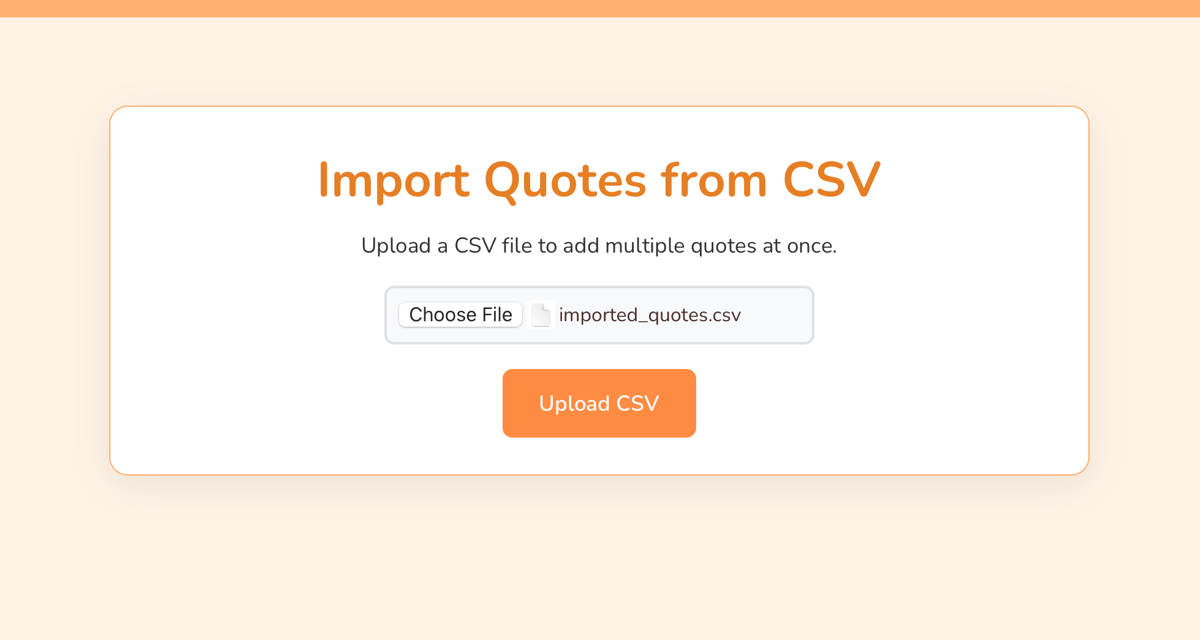 Import Quotes from CSV
Upload a CSV file to add multiple quotes at once.
Choose File imported_quotes.csv
Upload CSV